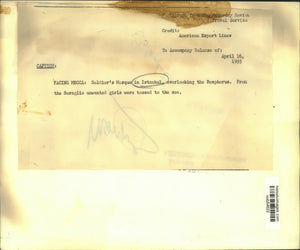 Credit:
American Export Lines
To Accompany Release of:
April 16,
1955
CAPTION:
FACING MECCA: Soldier's Mosque in Istanbul, overlooking the Bosphorus. From
the Seraglio unwanted girls were tossed to the sea.